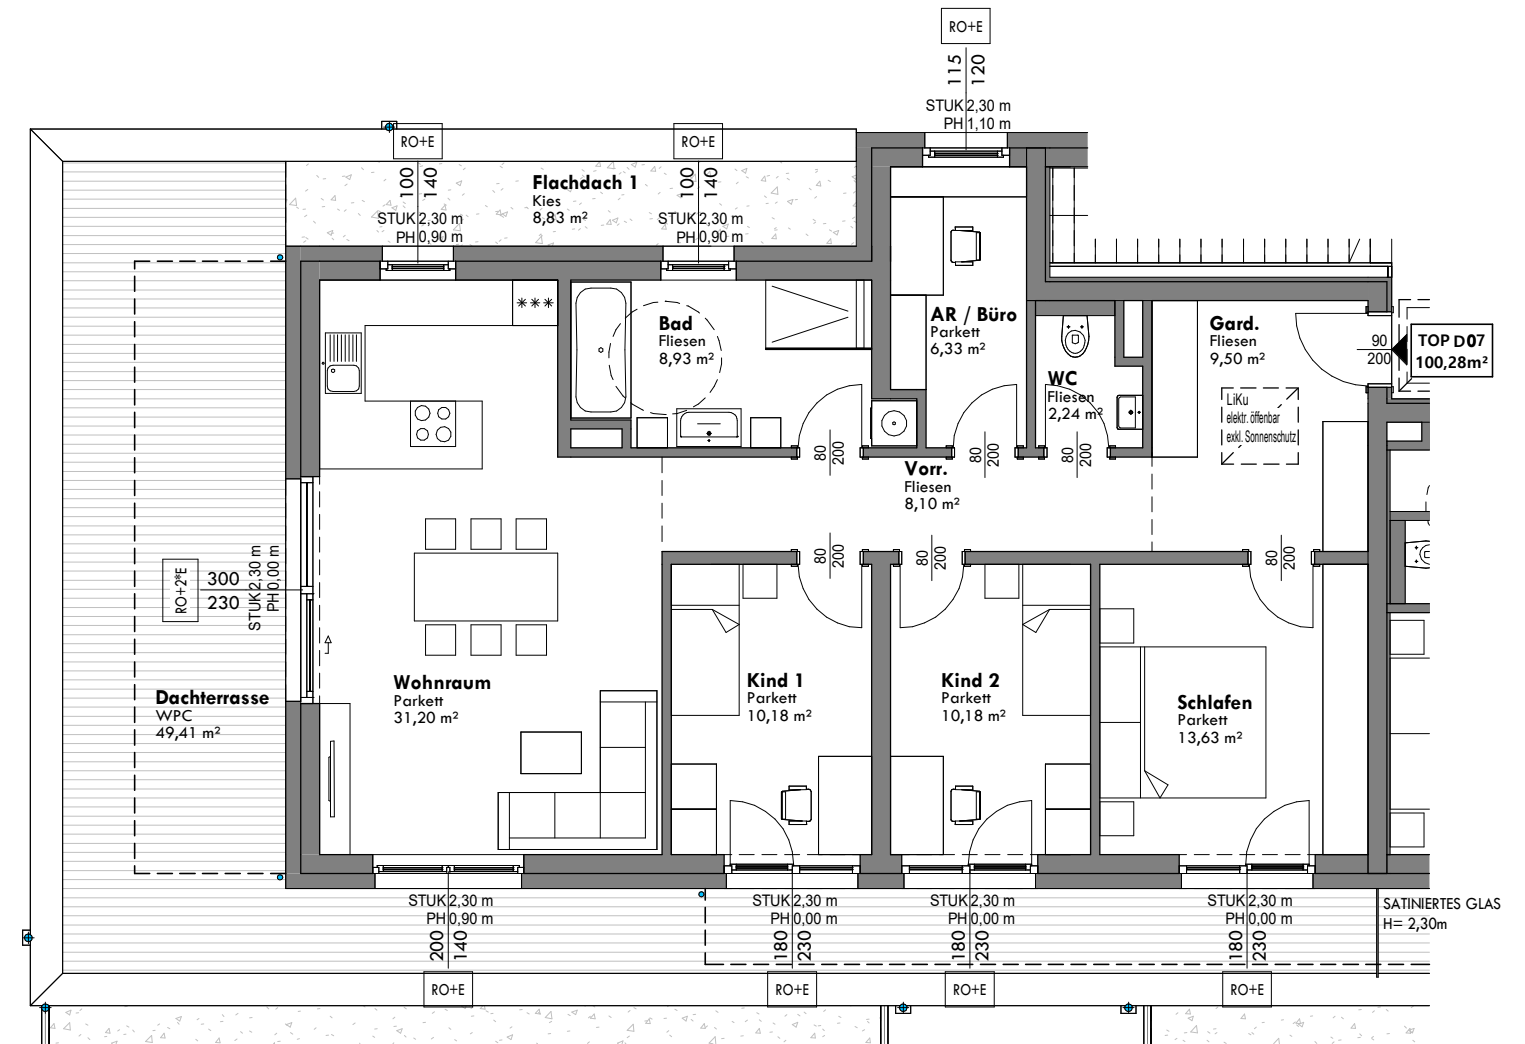 RO+E
115
120
STUK 2,30 m
PH 1,10 m
RO+E
100
140
STUK 2,30 m
PH 0,90 m
RO+E
100
140
STUK 2,30 m
PH 0,90 m
Flachdach 1
Kies
8,83 m²
***
Bad
Fliesen
8,93 m²
AR / Büro
Parkett
6,33 m²
WC
Fliesen
2,24 m²
Gard.
Fliesen
9,50 m²
90
200
TOP D07
100,28m²
LiKu
elektr. öffenbar
exkl. Sonnenschutz
80
200
80
200
80
200
Vorr.
Fliesen
8,10 m²
80
200
80
200
80
200
RO+2*E
300
230
STUK 2,30 m
PH 0,00 m
Dachterrasse
WPC
49,41 m²
Wohnraum
Parkett
31,20 m²
Kind 1
Parkett
10,18 m²
Kind 2
Parkett
10,18 m²
Schlafen
Parkett
13,63 m²
STUK 2,30 m
PH 0,90 m
200
140
RO+E
STUK 2,30 m
PH 0,00 m
180
230
RO+E
STUK 2,30 m
PH 0,00 m
180
230
RO+E
STUK 2,30 m
PH 0,00 m
180
230
RO+E
SATINIERTES GLAS
H= 2,30m